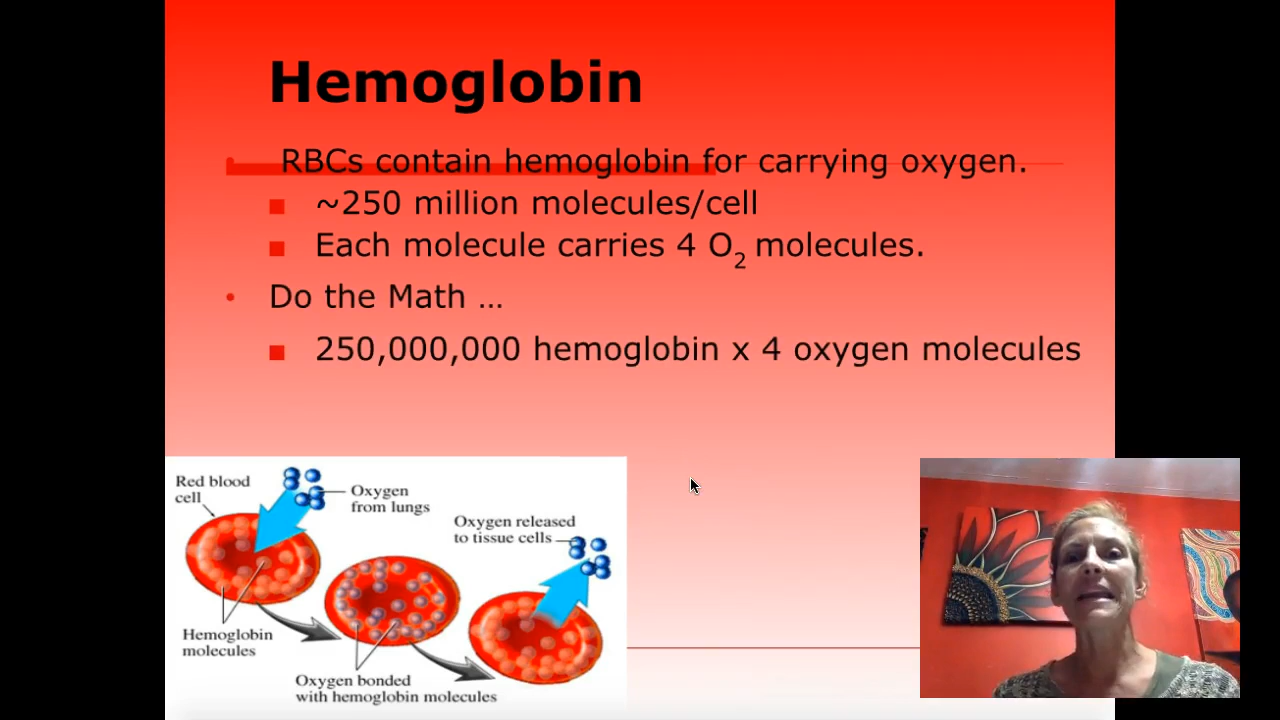 Hemoglobin
RBCs contain hemoglobin for carrying oxygen.
~250 million molecules/cell
Each molecule carries 4 O2 molecules.
Do the Math …
250,000,000 hemoglobin x 4 oxygen molecules
Red blood
cell
Oxygen
from lungs
Oxygen released
to tissue cells
Hemoglobin
molecules
Oxygen bonded
with hemoglobin molecules